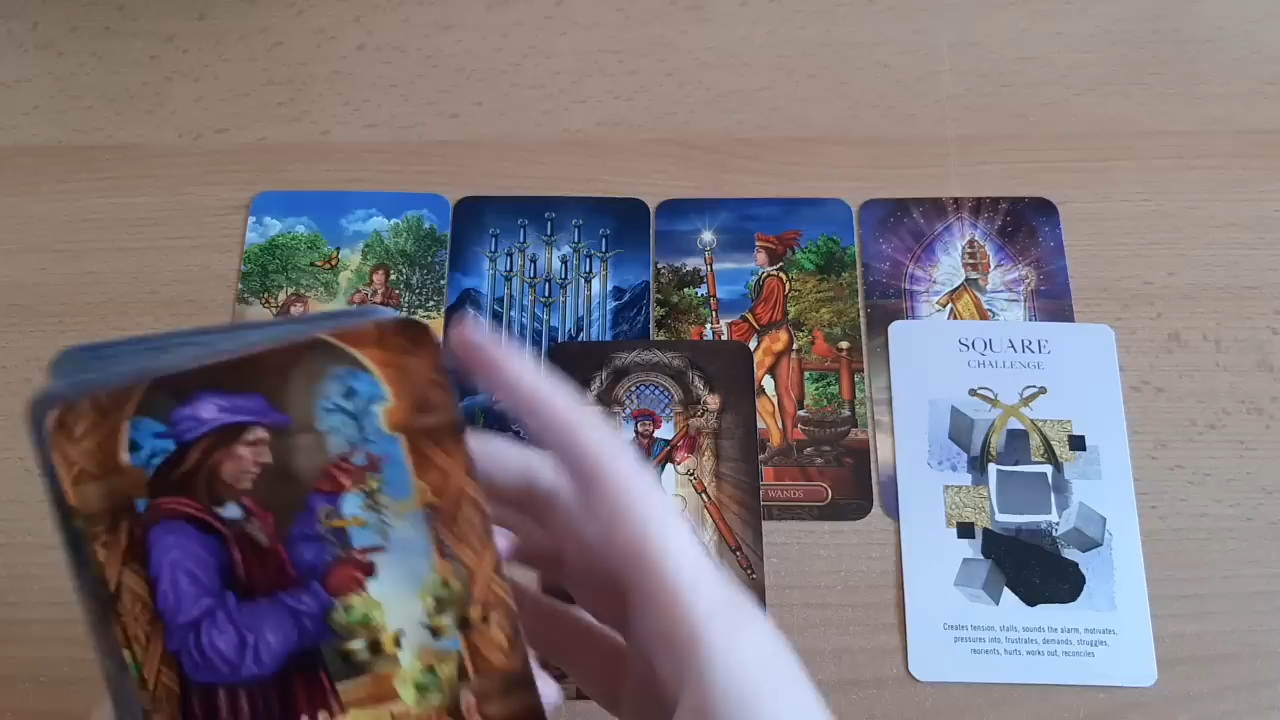 F WANDS
SQUARE
CHALLENGE
Creates tension, stalls, sounds the alarm, motivates,
pressures into, frustrates, demands, struggles,
reorients, hurts, works out, reconciles